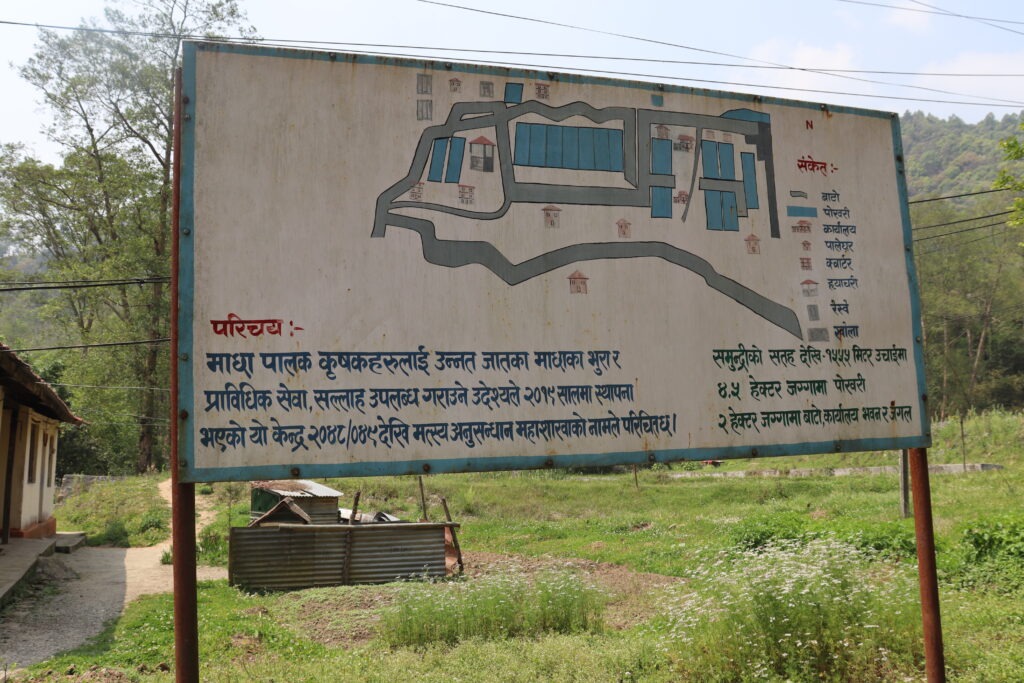 N
संकेत :-
बाटो
पोखरी
कार्यालय
पालेघर
क्वार्टर
ह्याचरी
रेस्वे
खोला
परिचय :-
माछा पालक कृषकहरुलाई उन्नत जातका माछाका भुरा र
प्राविधिक सेवा, सल्लाह उपलब्ध गराउने उद्देश्यले २०१९ सालमा स्थापना
भएको यो केन्द्र २०४८/०४९ देखि मत्स्य अनुसन्धान महाशाखाको नामले परिचित छ।
समुन्द्रीको सतह देखि १५५५ मिटर उचाईमा
४.५ हेक्टर जग्गामा पोखरी
२ हेक्टर जग्गामा बाटो, कार्यालय भवन र जंगल